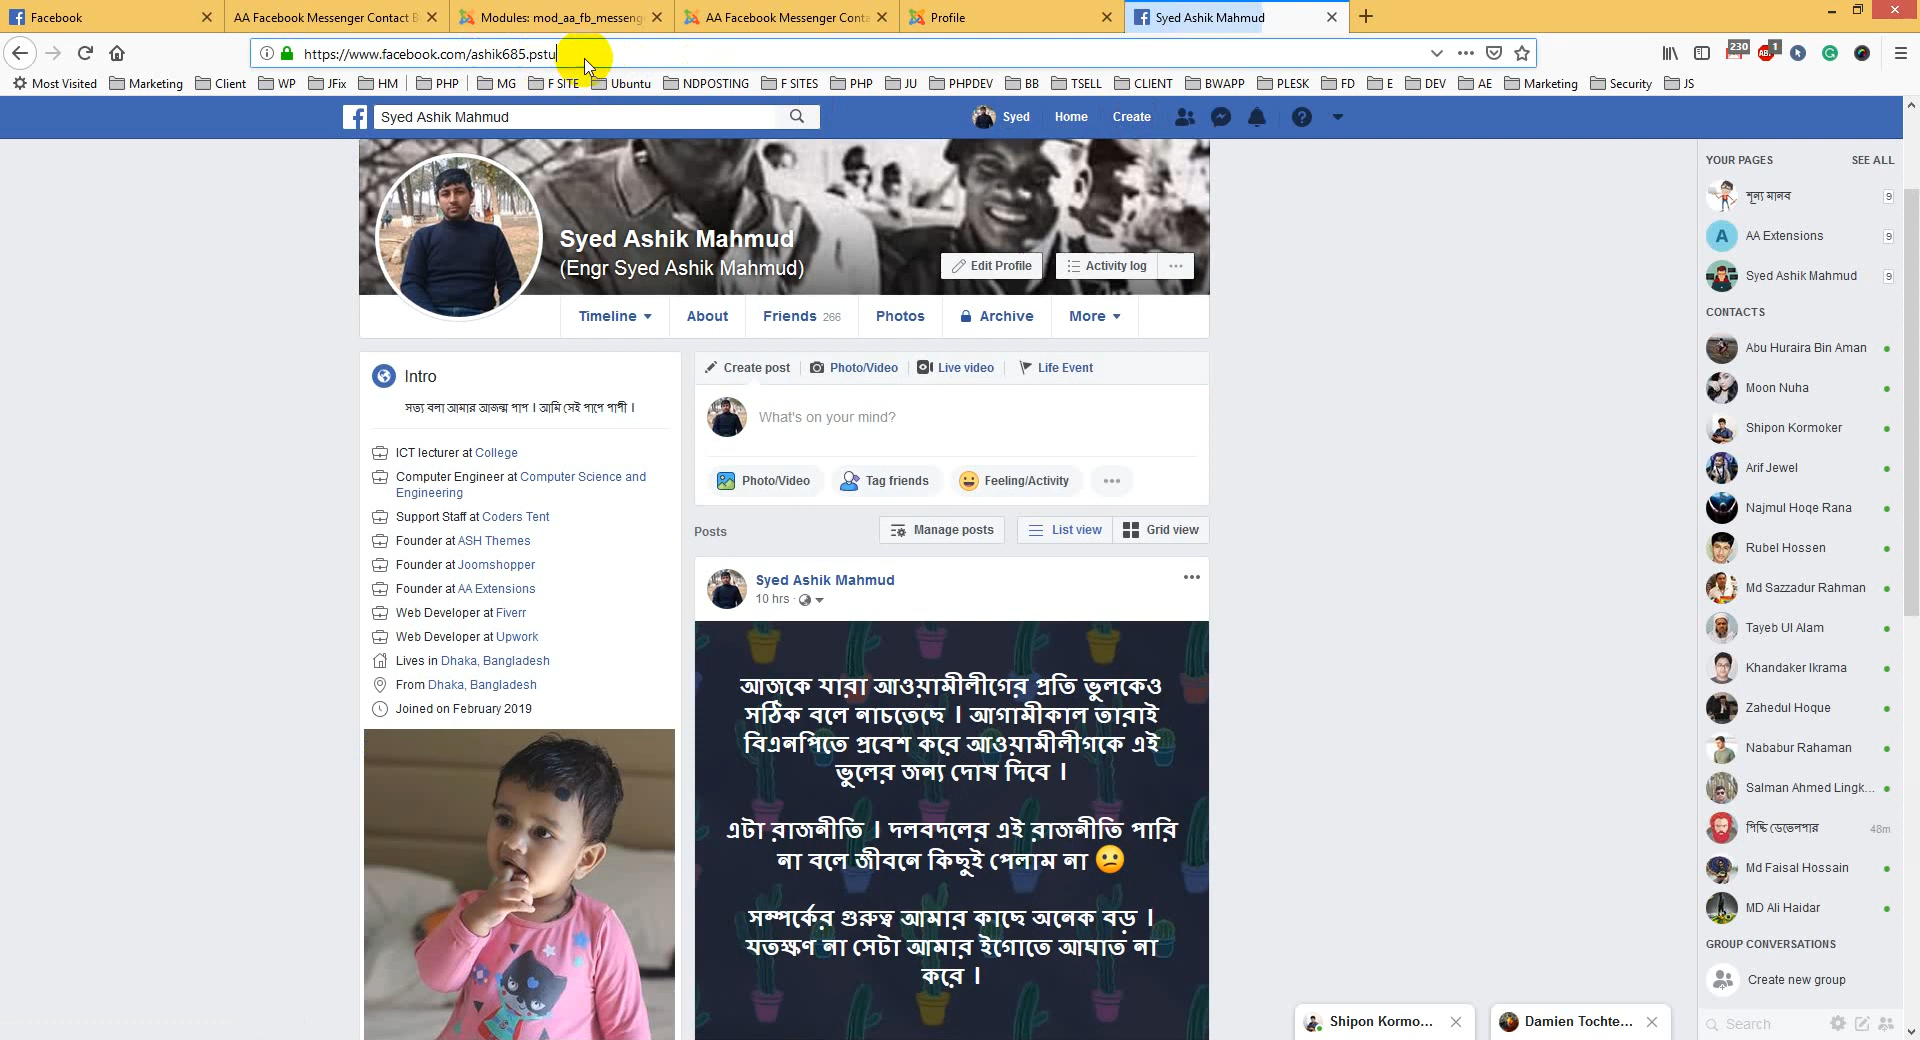 Facebook
AA Facebook Messenger Contact B
Modules: mod_aa_fb_messeng
AA Facebook Messenger Conta
Profile
Syed Ashik Mahmud
https://www.facebook.com/ashik685.pstu
230
1
Most Visited Marketing Client WP JFix HM PHP MG F SITE Ubuntu NDPOSTING F SITES PHP JU PHPDEV BB TSELL CLIENT BWAPP PLESK FD E DEV AE Marketing Security JS
Syed Ashik Mahmud
Syed Home Create
Syed Ashik Mahmud
(Engr Syed Ashik Mahmud)
Edit Profile
Activity log
Timeline About Friends 266 Photos Archive More
Intro
সত্য বলা আমার আজন্ম পাপ । আমি সেই পাপে পাপী ।
ICT lecturer at College
Computer Engineer at Computer Science and
Engineering
Support Staff at Coders Tent
Founder at ASH Themes
Founder at Joomshopper
Founder at AA Extensions
Web Developer at Fiverr
Web Developer at Upwork
Lives in Dhaka, Bangladesh
From Dhaka, Bangladesh
Joined on February 2019
Create post Photo/Video Live video Life Event
What's on your mind?
Photo/Video Tag friends Feeling/Activity
Posts
Manage posts List view Grid view
Syed Ashik Mahmud
10 hrs ·
আজকে যারা আওয়ামীলীগের প্রতি ভুলকেও
সঠিক বলে নাচতেছে । আগামীকাল তারাই
বিএনপিতে প্রবেশ করে আওয়ামীলীগকে এই
ভুলের জন্য দোষ দিবে ।
এটা রাজনীতি । দলবদলের এই রাজনীতি পারি
না বলে জীবনে কিছুই পেলাম না 😕
সম্পর্কের গুরুত্ব আমার কাছে অনেক বড় ।
যতক্ষণ না সেটা আমার ইগোতে আঘাত না
করে ।
YOUR PAGES SEE ALL
শূন্য মানব 9
AA Extensions 9
Syed Ashik Mahmud 9
CONTACTS
Abu Huraira Bin Aman
Moon Nuha
Shipon Kormoker
Arif Jewel
Najmul Hoqe Rana
Rubel Hossen
Md Sazzadur Rahman
Tayeb Ul Alam
Khandaker Ikrama
Zahedul Hoque
Nababur Rahaman
Salman Ahmed Lingk...
পিচ্চি ডেভেলপার 48m
Md Faisal Hossain
MD Ali Haidar
GROUP CONVERSATIONS
Create new group
Search
Shipon Kormo...
Damien Tochte...